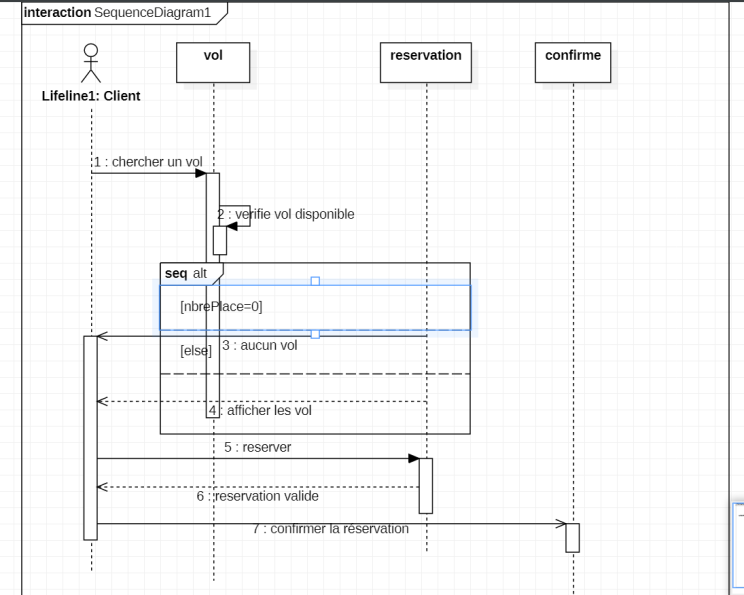 interaction SequenceDiagram1
vol
reservation
confirme
Lifeline1: Client
1 : chercher un vol
2 : verifie vol disponible
seq alt
[nbrePlace=0]
3 : aucun vol
[else]
4 : afficher les vol
5 : reserver
6 : reservation valide
7 : confirmer la réservation